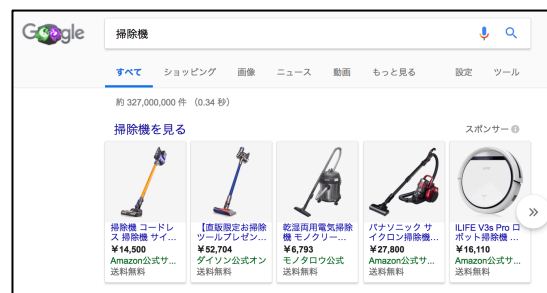 Google
掃除機
すべて ショッピング 画像 ニュース 動画 もっと見る 設定 ツール
約 327,000,000 件 （0.34 秒）
掃除機を見る スポンサー
掃除機 コードレ 【直販限定お掃除 乾湿両用電気掃除 パナソニック サ ILIFE V3s Pro ロ
ス 掃除機 サイ... ツールプレゼン... 機 モノクリー... イクロン掃除機... ボット掃除機 ...
¥14,500 ¥52,704 ¥6,793 ¥27,800 ¥16,110
Amazon公式サ... ダイソン公式オン モノタロウ公式 Amazon公式サ... Amazon公式サ...
送料無料 送料無料 送料無料 送料無料 送料無料